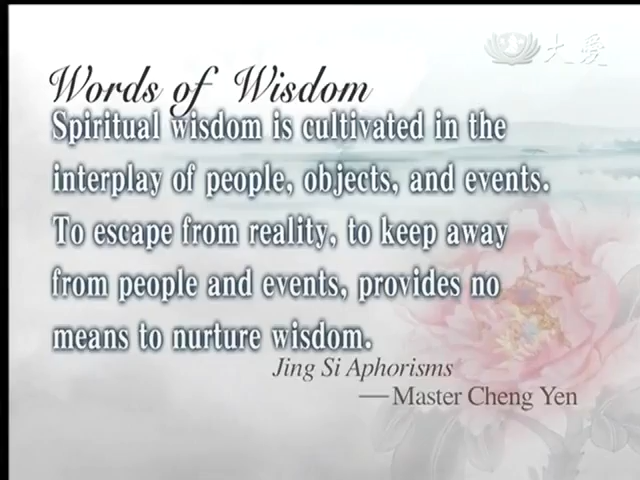 大愛
Words of Wisdom
Spiritual wisdom is cultivated in the
interplay of people, objects, and events.
To escape from reality, to keep away
from people and events, provides no
means to nurture wisdom.
Jing Si Aphorisms
—Master Cheng Yen